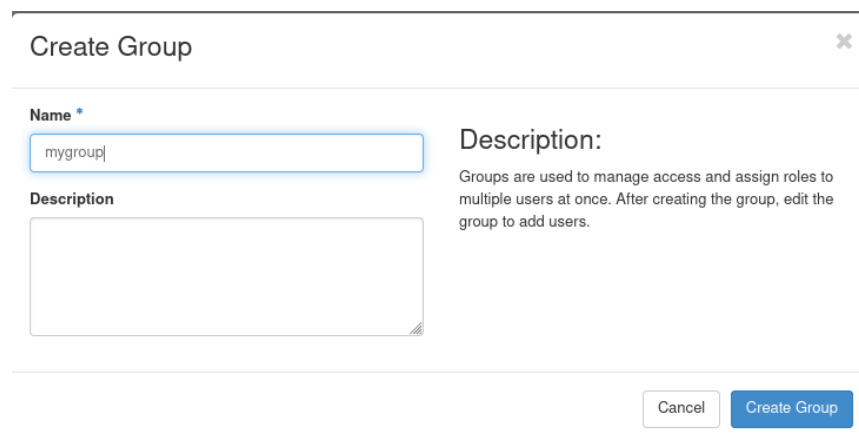 Create Group
Name *
mygroup
Description
Description:
Groups are used to manage access and assign roles to
multiple users at once. After creating the group, edit the
group to add users.
Cancel
Create Group